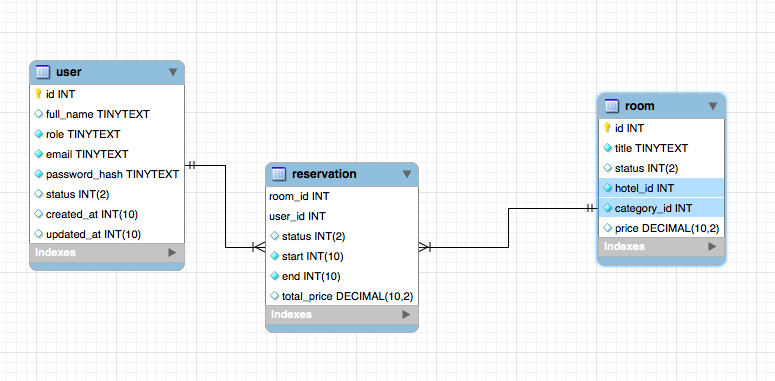 user
id INT
full_name TINYTEXT
role TINYTEXT
email TINYTEXT
password_hash TINYTEXT
status INT(2)
created_at INT(10)
updated_at INT(10)
Indexes
reservation
room_id INT
user_id INT
status INT(2)
start INT(10)
end INT(10)
total_price DECIMAL(10,2)
Indexes
room
id INT
title TINYTEXT
status INT(2)
hotel_id INT
category_id INT
price DECIMAL(10,2)
Indexes